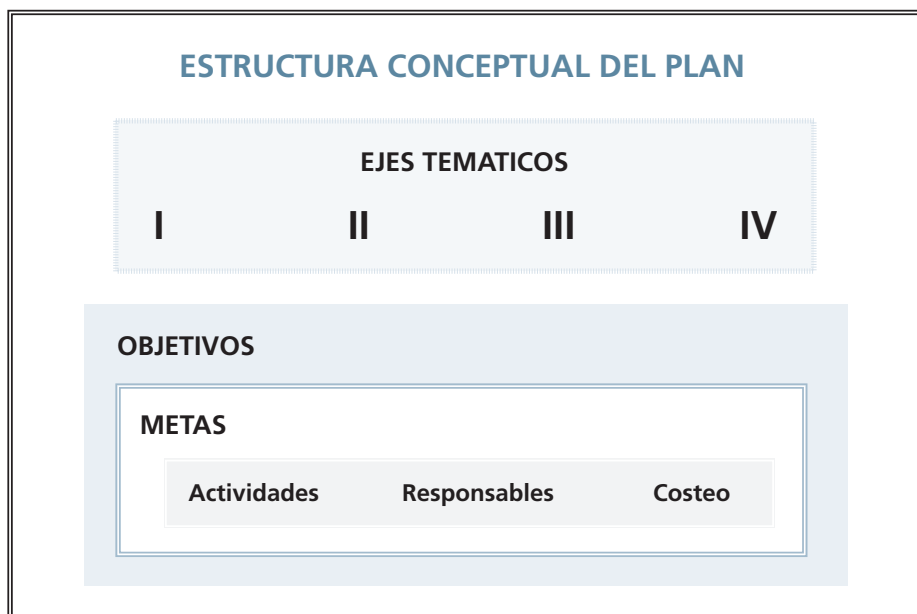 ESTRUCTURA CONCEPTUAL DEL PLAN
EJES TEMATICOS
I II III IV
OBJETIVOS
METAS
Actividades Responsables Costeo